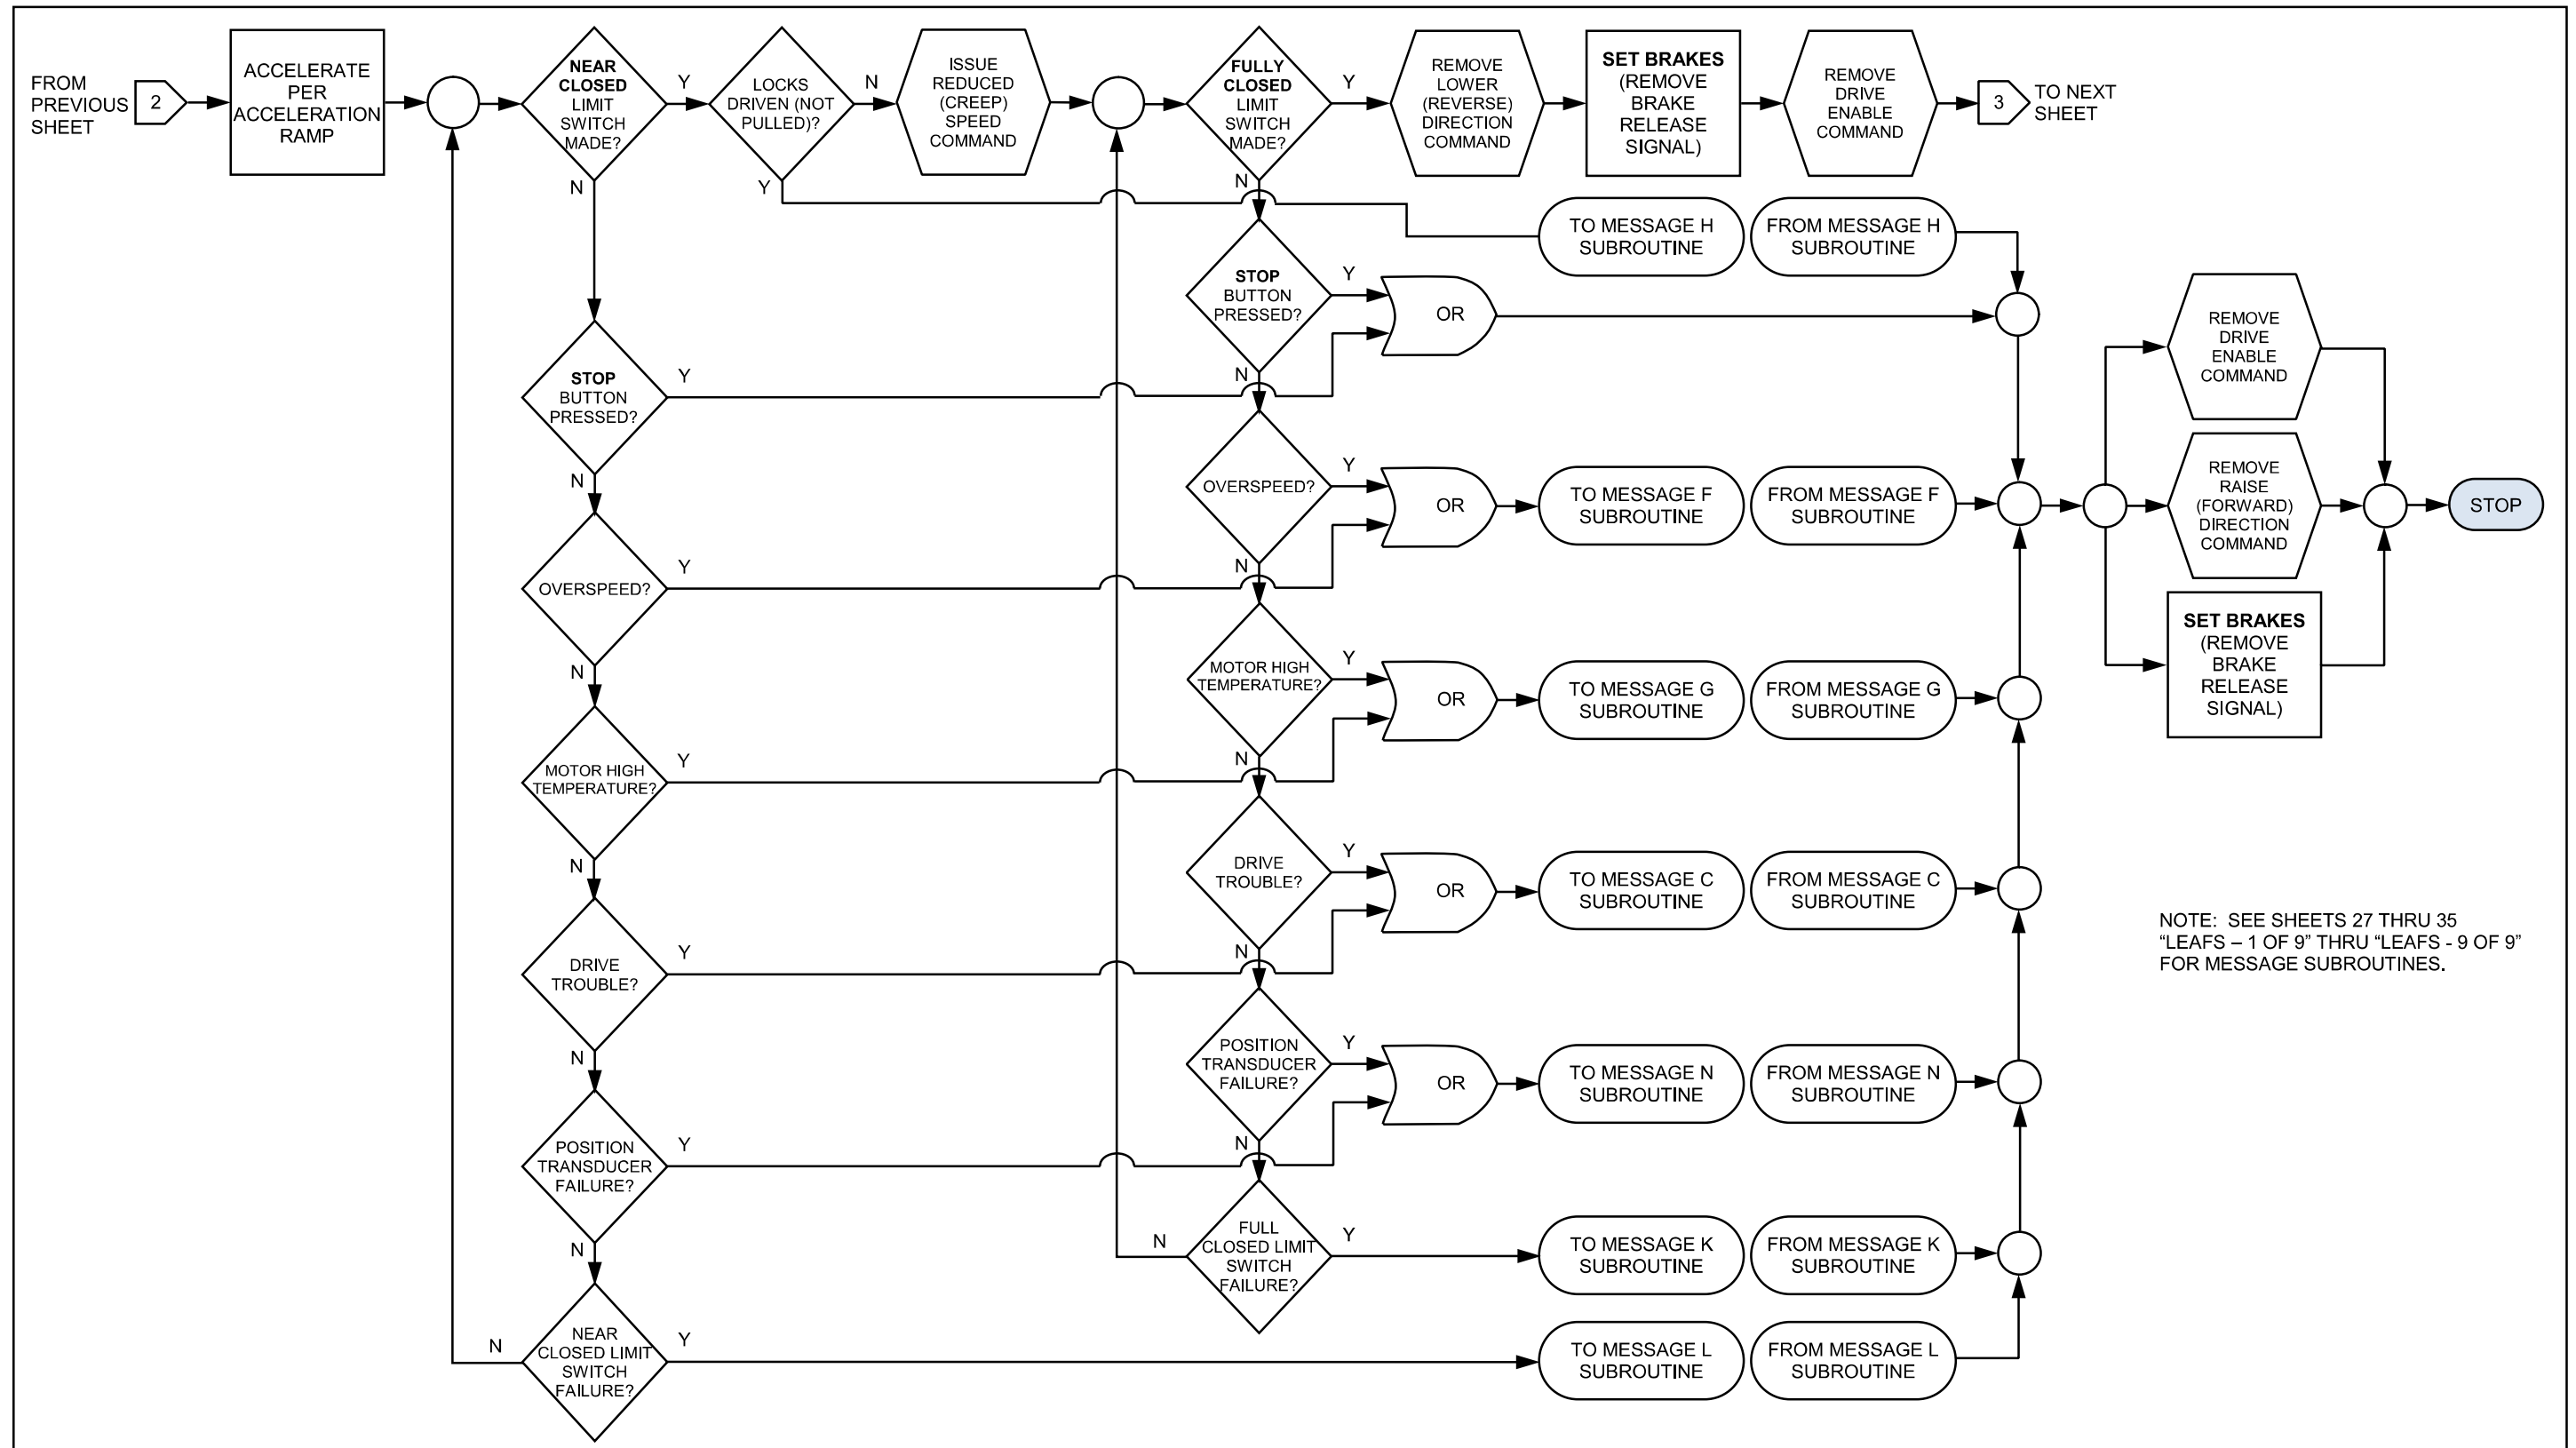 FROM
PREVIOUS
SHEET
2
ACCELERATE
PER
ACCELERATION
RAMP
NEAR
CLOSED
LIMIT
SWITCH
MADE?
Y
N
LOCKS
DRIVEN (NOT
PULLED)?
N
Y
ISSUE
REDUCED
(CREEP)
SPEED
COMMAND
FULLY
CLOSED
LIMIT
SWITCH
MADE?
Y
N
REMOVE
LOWER
(REVERSE)
DIRECTION
COMMAND
SET BRAKES
(REMOVE
BRAKE
RELEASE
SIGNAL)
REMOVE
DRIVE
ENABLE
COMMAND
3
TO NEXT
SHEET
TO MESSAGE H
SUBROUTINE
FROM MESSAGE H
SUBROUTINE
STOP
BUTTON
PRESSED?
Y
N
OR
STOP
BUTTON
PRESSED?
Y
N
OVERSPEED?
Y
N
OR
TO MESSAGE F
SUBROUTINE
FROM MESSAGE F
SUBROUTINE
REMOVE
DRIVE
ENABLE
COMMAND
REMOVE
RAISE
(FORWARD)
DIRECTION
COMMAND
STOP
SET BRAKES
(REMOVE
BRAKE
RELEASE
SIGNAL)
OVERSPEED?
Y
N
MOTOR HIGH
TEMPERATURE?
Y
N
OR
TO MESSAGE G
SUBROUTINE
FROM MESSAGE G
SUBROUTINE
MOTOR HIGH
TEMPERATURE?
Y
N
DRIVE
TROUBLE?
Y
N
OR
TO MESSAGE C
SUBROUTINE
FROM MESSAGE C
SUBROUTINE
NOTE: SEE SHEETS 27 THRU 35
“LEAFS – 1 OF 9” THRU “LEAFS - 9 OF 9”
FOR MESSAGE SUBROUTINES.
DRIVE
TROUBLE?
Y
N
POSITION
TRANSDUCER
FAILURE?
Y
N
OR
TO MESSAGE N
SUBROUTINE
FROM MESSAGE N
SUBROUTINE
POSITION
TRANSDUCER
FAILURE?
Y
N
FULL
CLOSED LIMIT
SWITCH
FAILURE?
N
Y
TO MESSAGE K
SUBROUTINE
FROM MESSAGE K
SUBROUTINE
NEAR
CLOSED LIMIT
SWITCH
FAILURE?
N
Y
TO MESSAGE L
SUBROUTINE
FROM MESSAGE L
SUBROUTINE